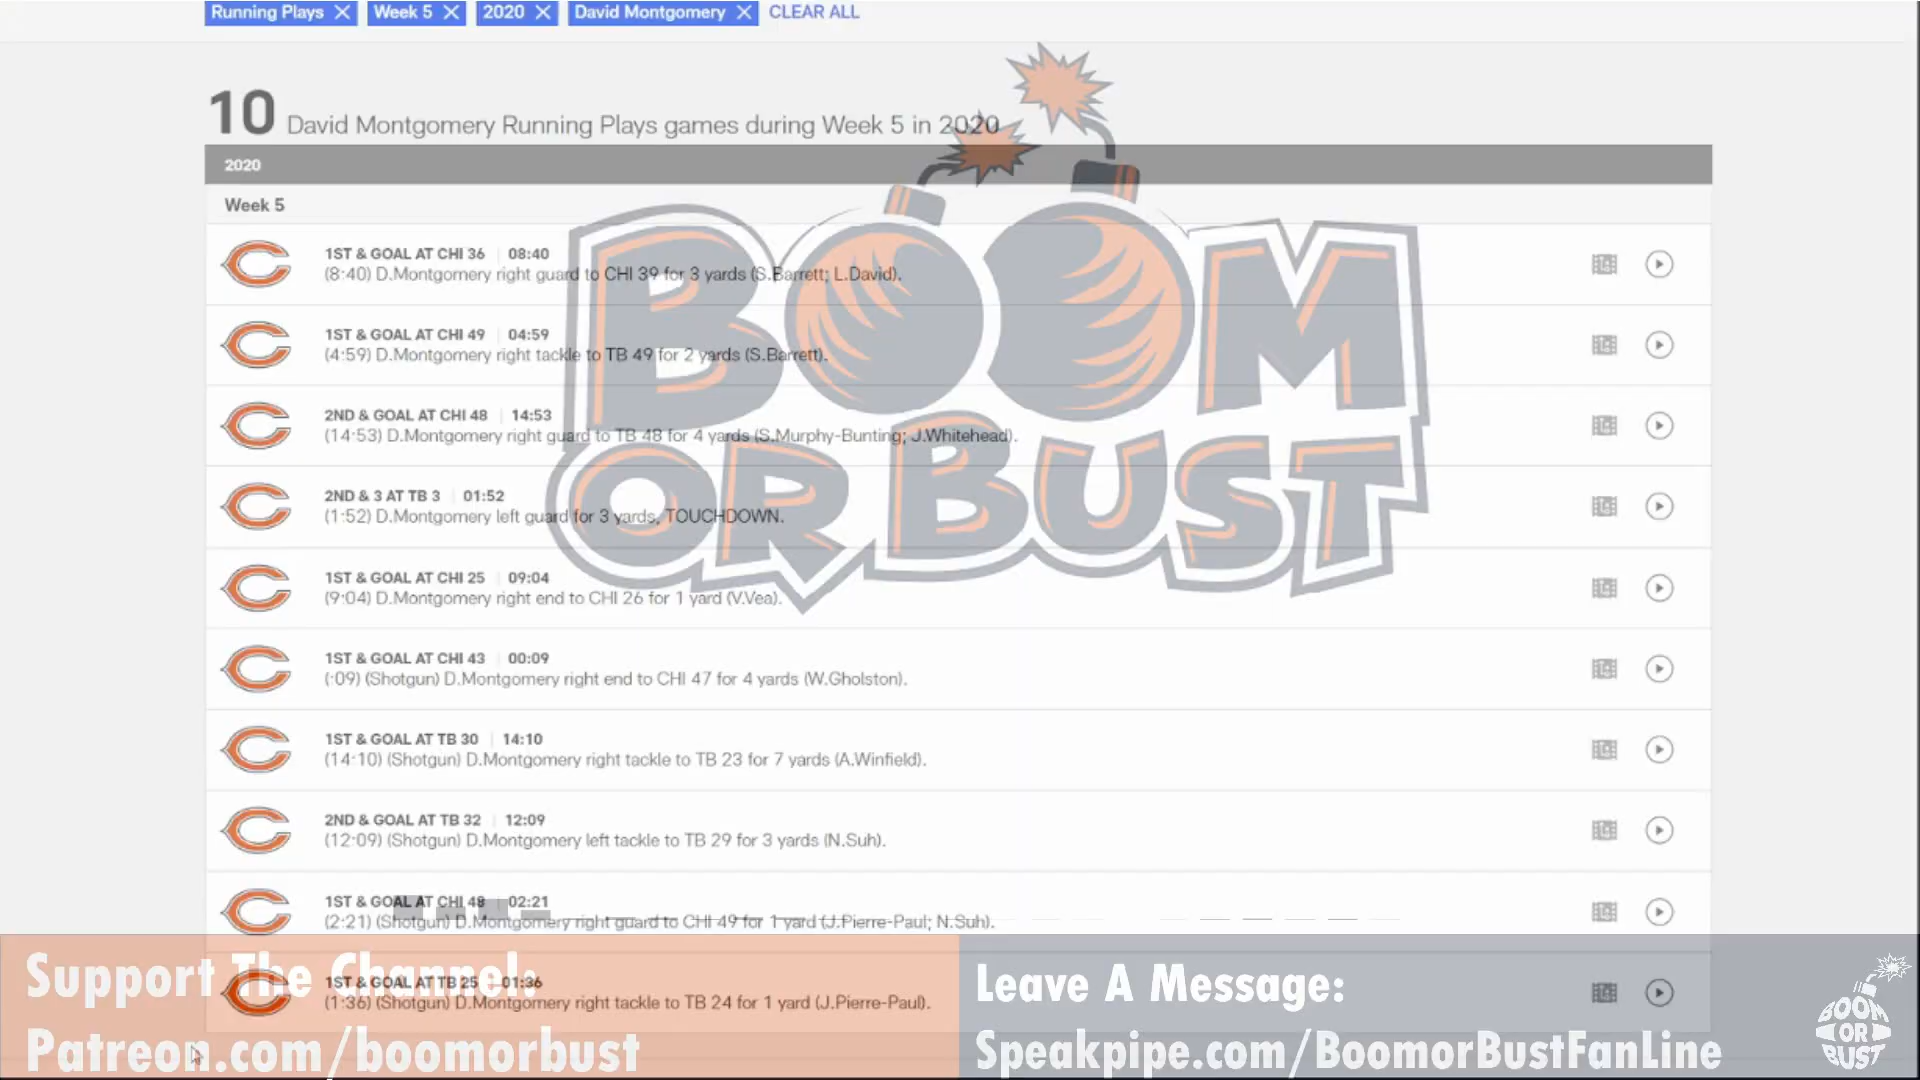 Running Plays
Week 5
2020
David Montgomery
CLEAR ALL
10 David Montgomery Running Plays games during Week 5 in 2020
2020
Week 5
1ST & GOAL AT CHI 36 | 08:40
(8:40) D.Montgomery right guard to CHI 39 for 3 yards (S.Barrett; L.David).
1ST & GOAL AT CHI 49 | 04:59
(4:59) D.Montgomery right tackle to TB 49 for 2 yards (S.Barrett).
2ND & GOAL AT CHI 48 | 14:53
(14:53) D.Montgomery right guard to TB 48 for 4 yards (S.Murphy-Bunting; J.Whitehead).
2ND & 3 AT TB 3 | 01:52
(1:52) D.Montgomery left guard for 3 yards, TOUCHDOWN.
1ST & GOAL AT CHI 25 | 09:04
(9:04) D.Montgomery right end to CHI 26 for 1 yard (V.Vea).
1ST & GOAL AT CHI 43 | 00:09
(:09) (Shotgun) D.Montgomery right end to CHI 47 for 4 yards (W.Gholston).
1ST & GOAL AT TB 30 | 14:10
(14:10) (Shotgun) D.Montgomery right tackle to TB 23 for 7 yards (A.Winfield).
2ND & GOAL AT TB 32 | 12:09
(12:09) (Shotgun) D.Montgomery left tackle to TB 29 for 3 yards (N.Suh).
1ST & GOAL AT CHI 48 | 02:21
(2:21) (Shotgun) D.Montgomery right guard to CHI 49 for 1 yard (J.Pierre-Paul; N.Suh).
1ST & GOAL AT TB 25 | 01:36
(1:36) (Shotgun) D.Montgomery right tackle to TB 24 for 1 yard (J.Pierre-Paul).
BOOM
OR BUST
Support The Channel:
Patreon.com/boomorbust
Leave A Message:
Speakpipe.com/BoomorBustFanLine
BOOM
OR
BUST